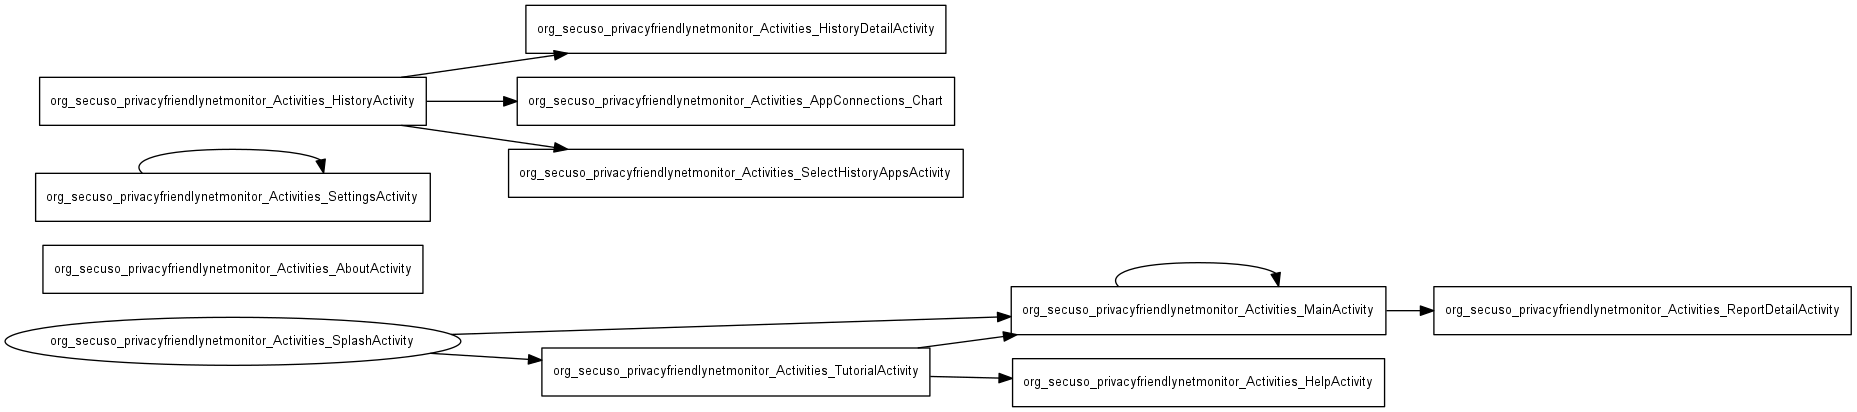 org_secuso_privacyfriendlynetmonitor_Activities_HistoryDetailActivity
org_secuso_privacyfriendlynetmonitor_Activities_HistoryActivity
org_secuso_privacyfriendlynetmonitor_Activities_AppConnections_Chart
org_secuso_privacyfriendlynetmonitor_Activities_SelectHistoryAppsActivity
org_secuso_privacyfriendlynetmonitor_Activities_SettingsActivity
org_secuso_privacyfriendlynetmonitor_Activities_AboutActivity
org_secuso_privacyfriendlynetmonitor_Activities_MainActivity
org_secuso_privacyfriendlynetmonitor_Activities_ReportDetailActivity
org_secuso_privacyfriendlynetmonitor_Activities_SplashActivity
org_secuso_privacyfriendlynetmonitor_Activities_TutorialActivity
org_secuso_privacyfriendlynetmonitor_Activities_HelpActivity